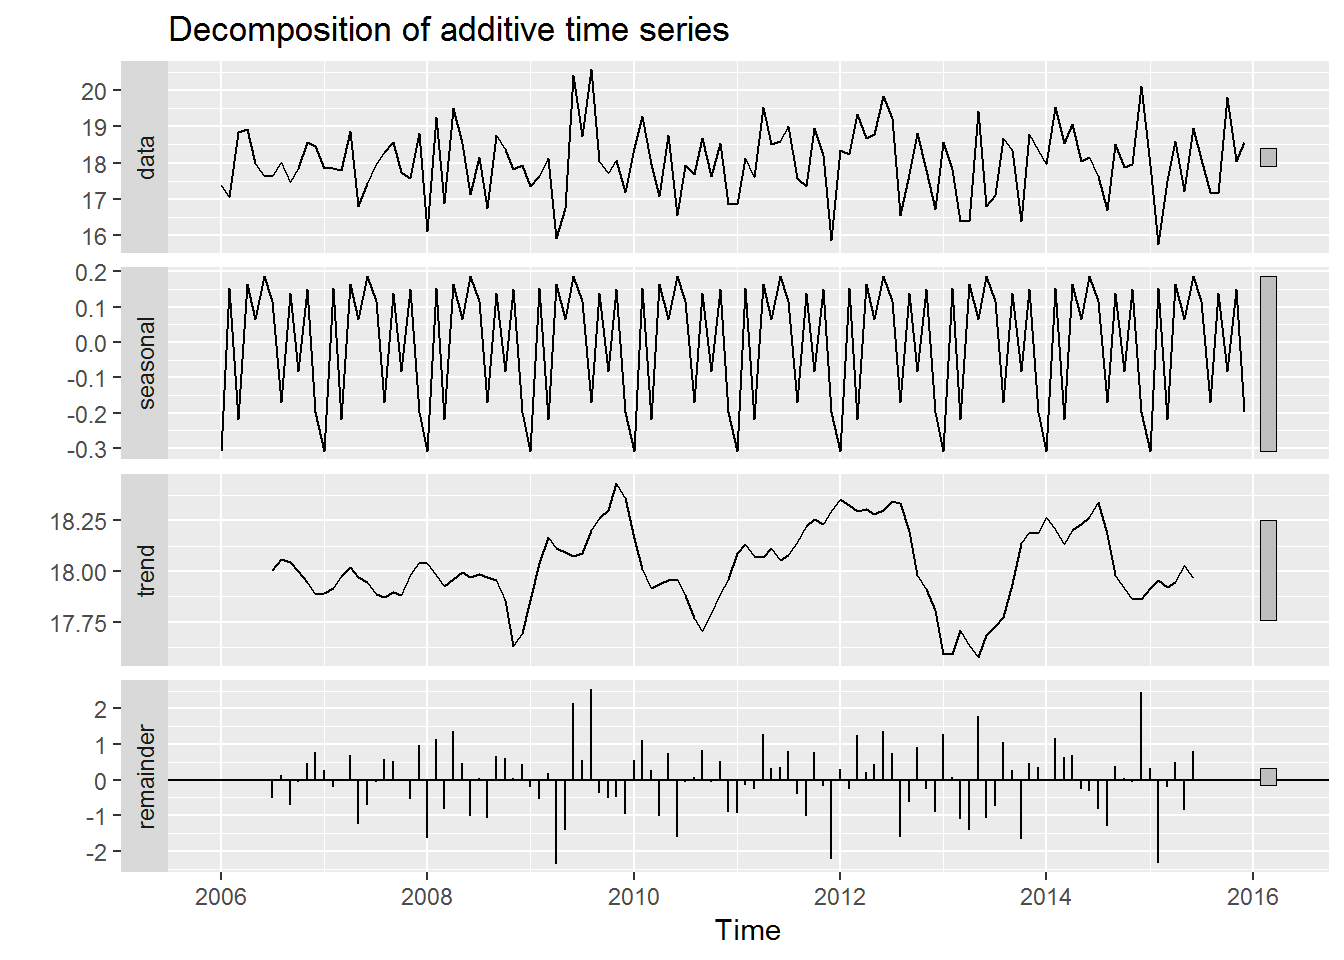 Decomposition of additive time series
data
20
19
18
17
16
seasonal
0.2
0.1
0.0
-0.1
-0.2
-0.3
trend
18.25
18.00
17.75
remainder
2
1
0
-1
-2
2006 2008 2010 2012 2014 2016
Time